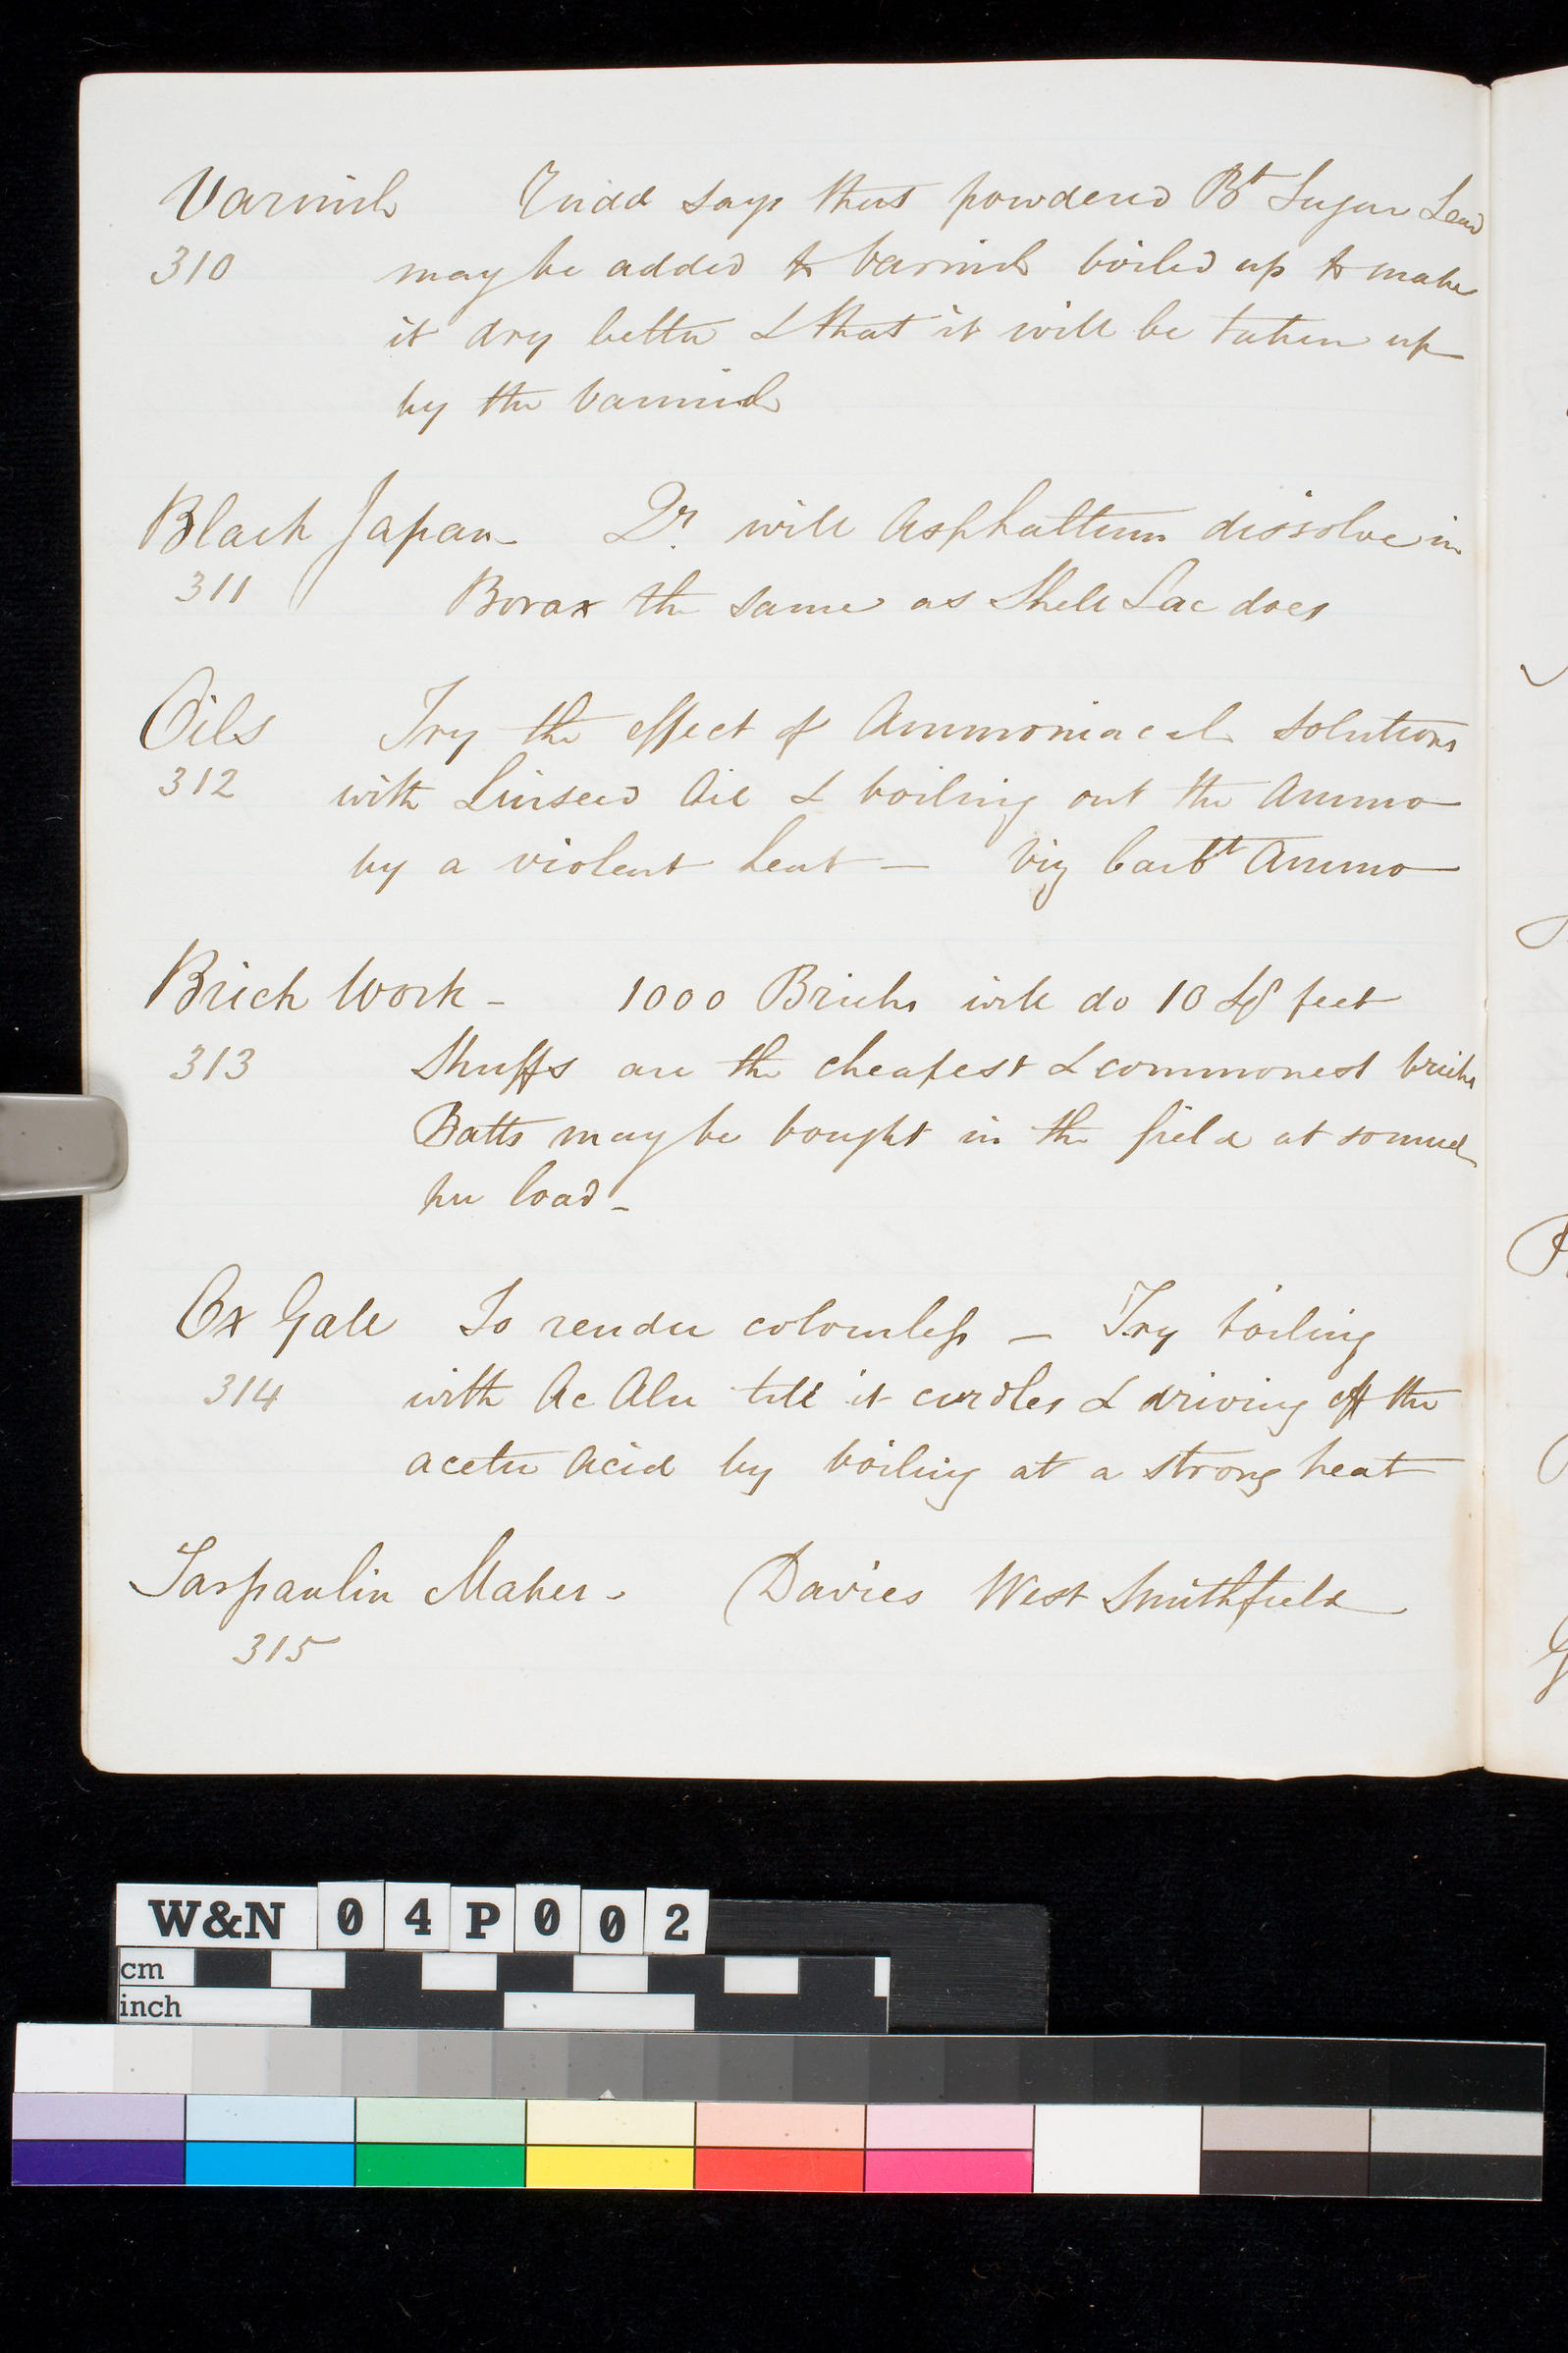 Varnish says that powdered Bt Sugar Lead
310 may be added to Varnish boiled up to make
it dry better & that it will be taken up
by the Varnish
Black Japan - Qr. will Asphaltum dissolve in
311 Borax the same as Shell Lac does
Oils Try the effect of Ammoniacal Solutions
312 with Linseed Oil & boiling out the Ammo
by a violent heat — Viz Carbt Ammo
Brick Work - 1000 Bricks will do 10 Sq feet
313 Shuffs are the cheapest & commonest bricks
Batts may be bought in the field at so much
per load -
Ox Gall To render colourless — Try boiling
314 with Ac Alu till it curdles & driving off the
acetic Acid by boiling at a strong heat
Tarpaulin Maker - Davies West Smithfield
315
W&N 04P002
cm
inch